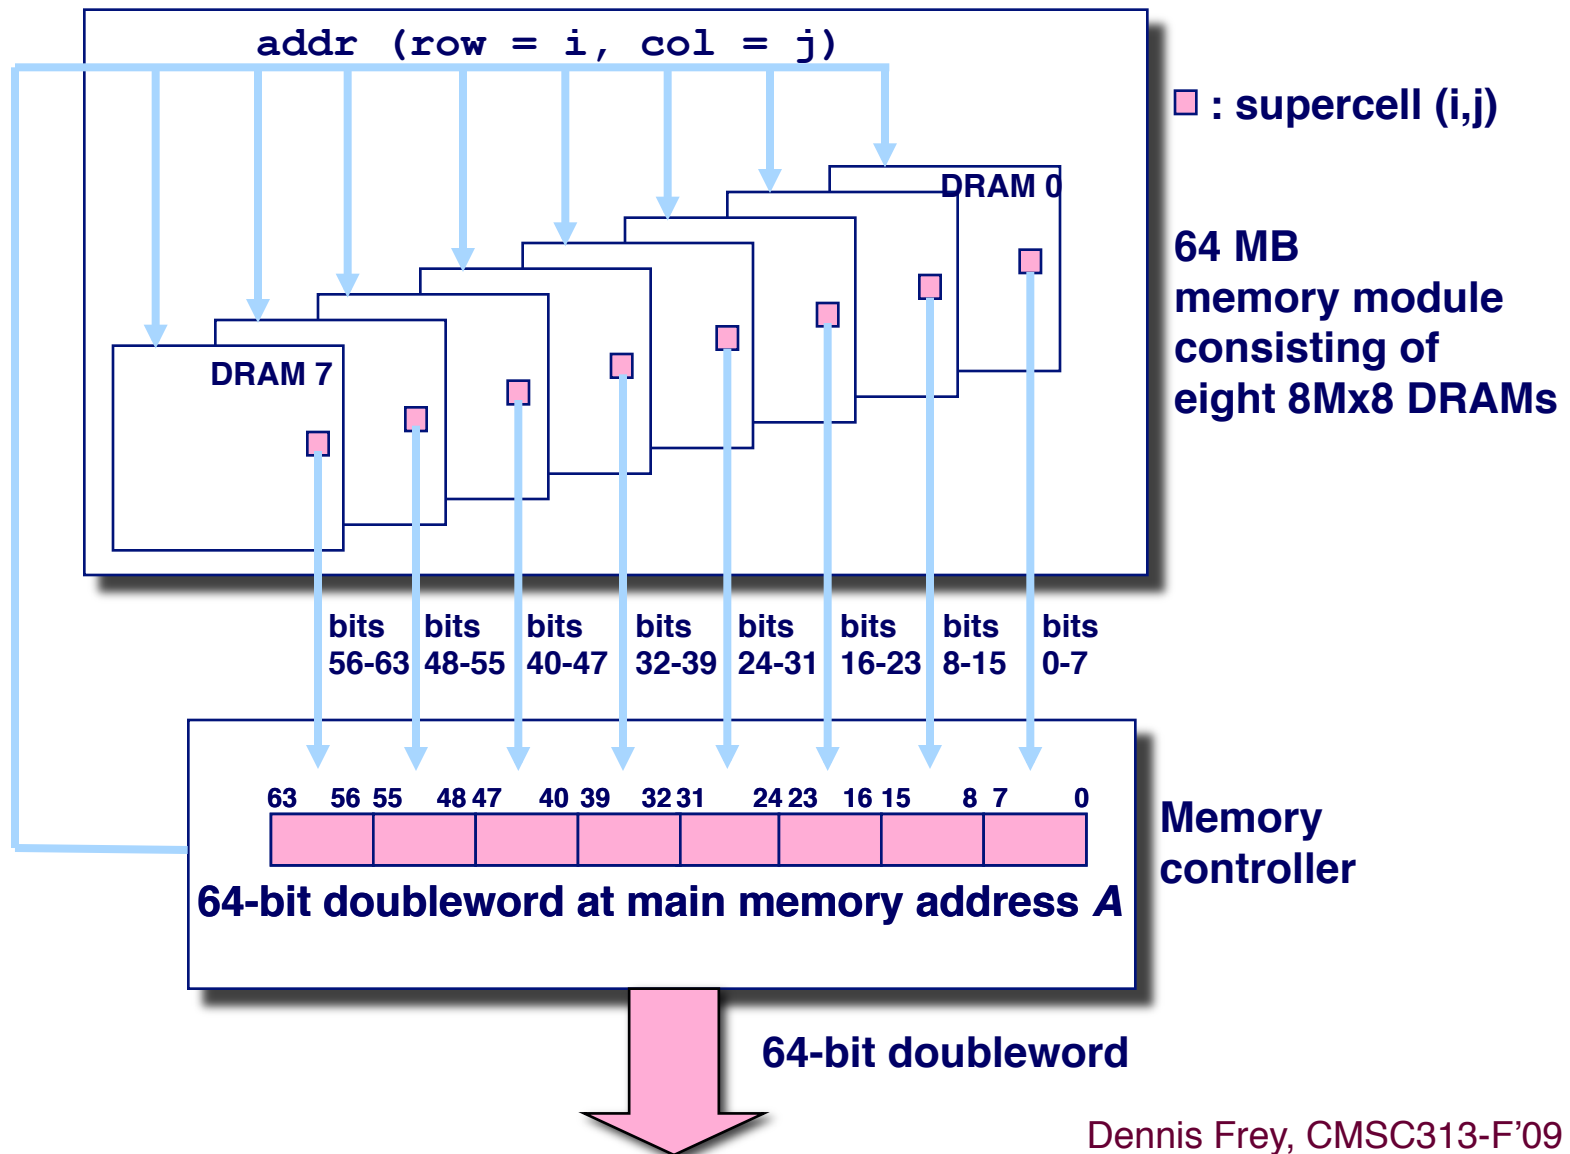 addr (row = i, col = j)
: supercell (i,j)
DRAM 0
64 MB
memory module
consisting of
eight 8Mx8 DRAMs
DRAM 7
bits
56-63
bits
48-55
bits
40-47
bits
32-39
bits
24-31
bits
16-23
bits
8-15
bits
0-7
63 56 55 48 47 40 39 32 31 24 23 16 15 8 7 0
64-bit doubleword at main memory address A
Memory
controller
64-bit doubleword
Dennis Frey, CMSC313-F’09